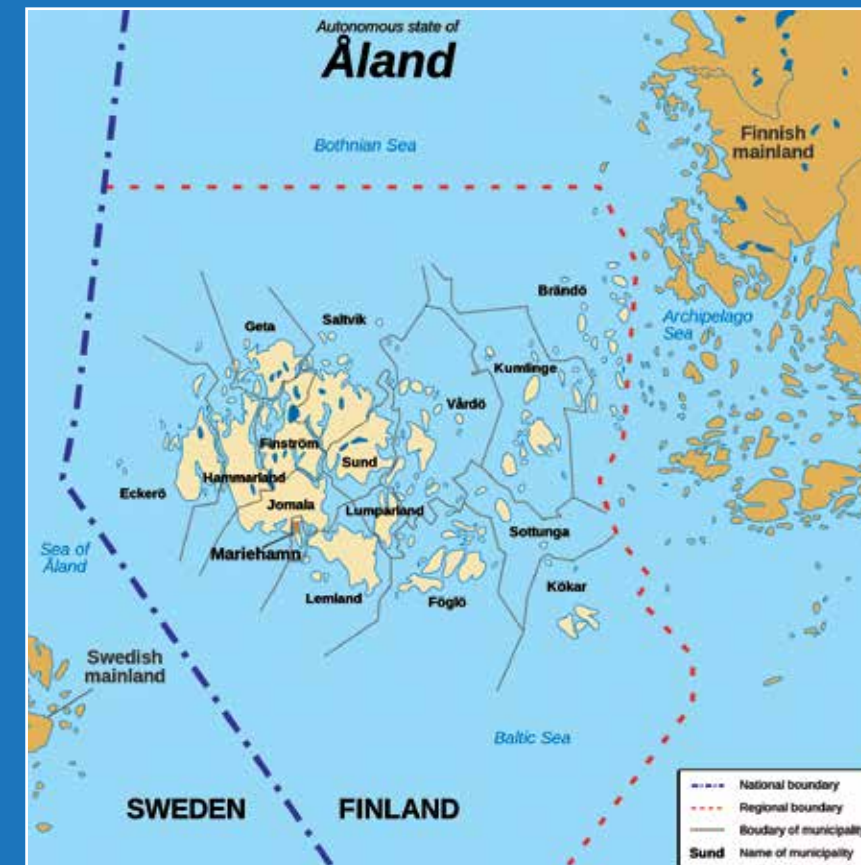 Autonomous state of
Åland
Bothnian Sea
Finnish
mainland
Archipelago
Sea
Brändö
Geta
Saltvik
Kumlinge
Vårdö
Finström
Sund
Hammarland
Eckerö
Jomala
Lumparland
Sottunga
Mariehamn
Sea of
Åland
Lemland
Föglö
Kökar
Swedish
mainland
Baltic Sea
SWEDEN
FINLAND
National boundary
Regional boundary
Boudary of municipality
Sund Name of municipality